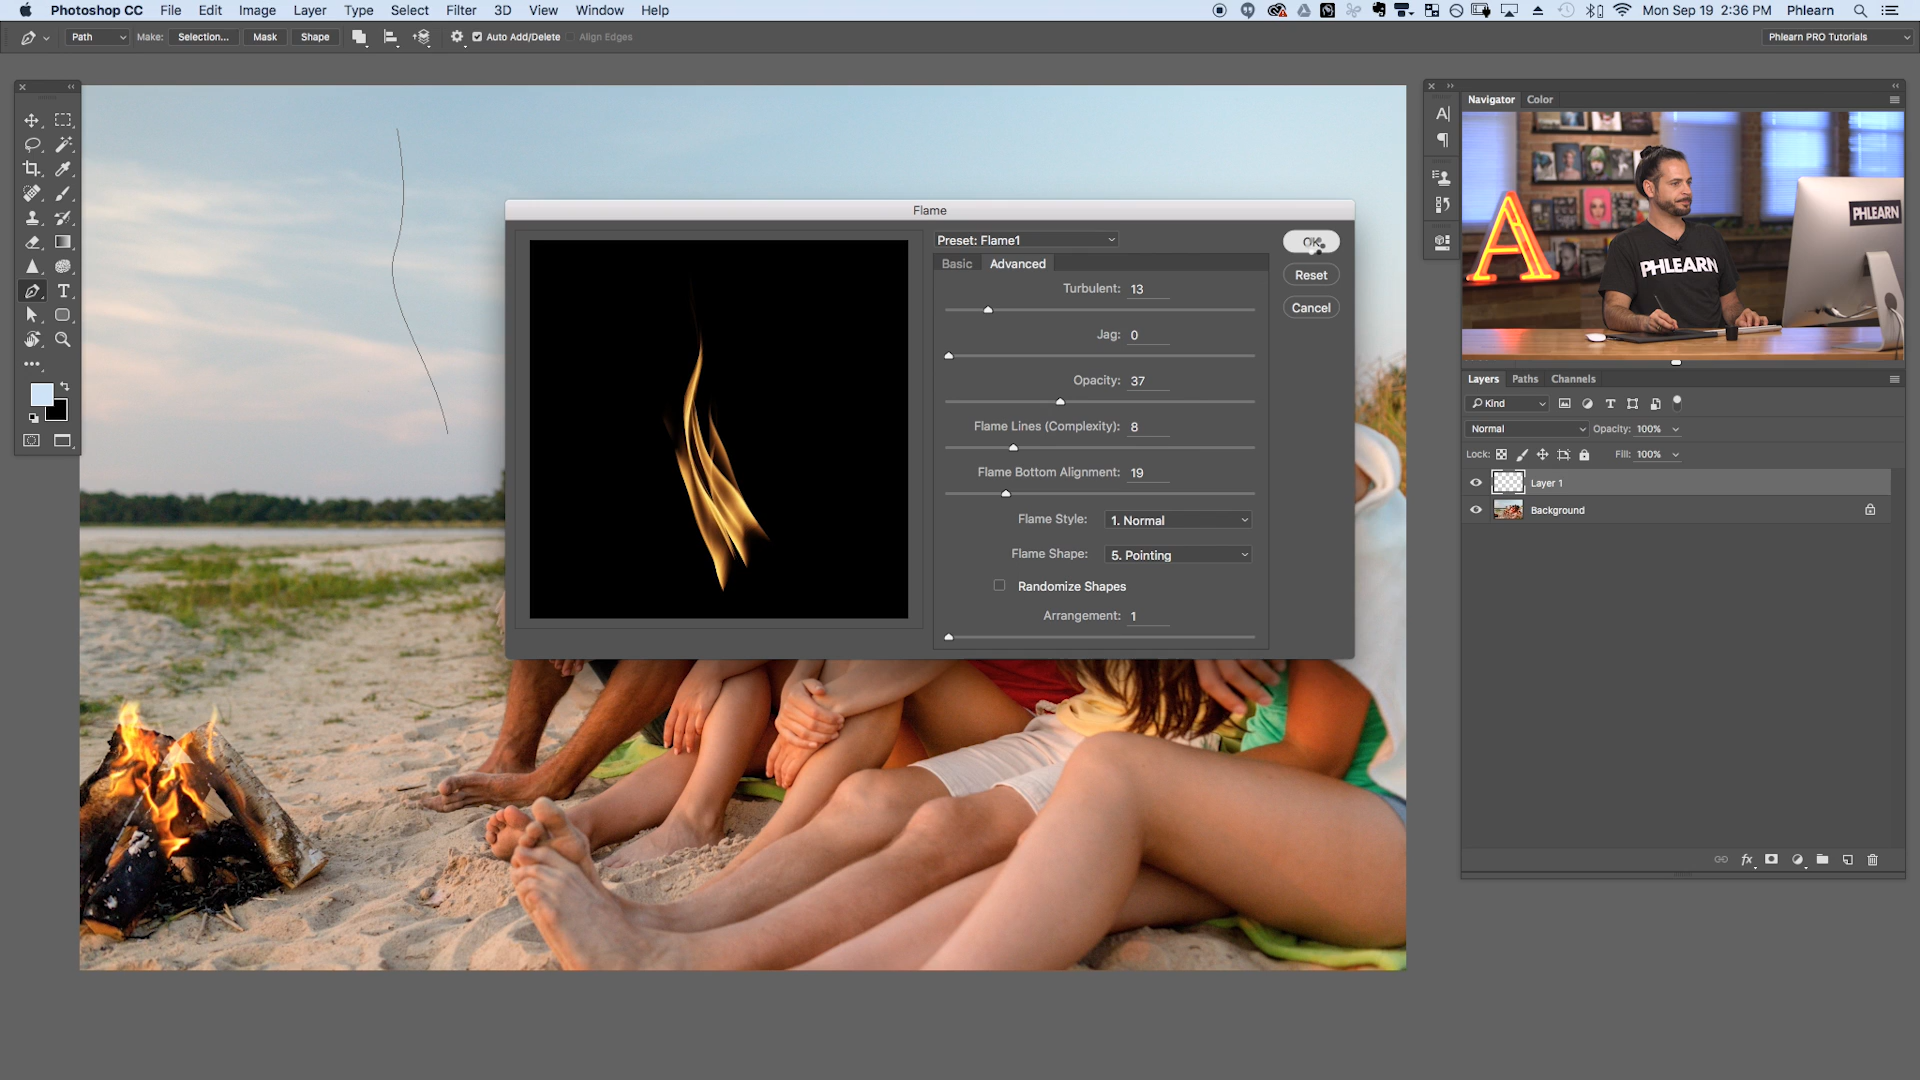 Photoshop CC File Edit Image Layer Type Select Filter 3D View Window Help Mon Sep 19 2:36 PM Phlearn
Path Make: Selection... Mask Shape Auto Add/Delete Align Edges Phlearn PRO Tutorials
Navigator Color
PHLEARN
PHLEARN
A
Flame
Preset: Flame1
OK
Basic Advanced
Reset
Turbulent: 13
Cancel
Jag: 0
Opacity: 37
Flame Lines (Complexity): 8
Flame Bottom Alignment: 19
Flame Style: 1. Normal
Flame Shape: 5. Pointing
Randomize Shapes
Arrangement: 1
Layers Paths Channels
Kind
Normal Opacity: 100%
Lock: Fill: 100%
Layer 1
Background